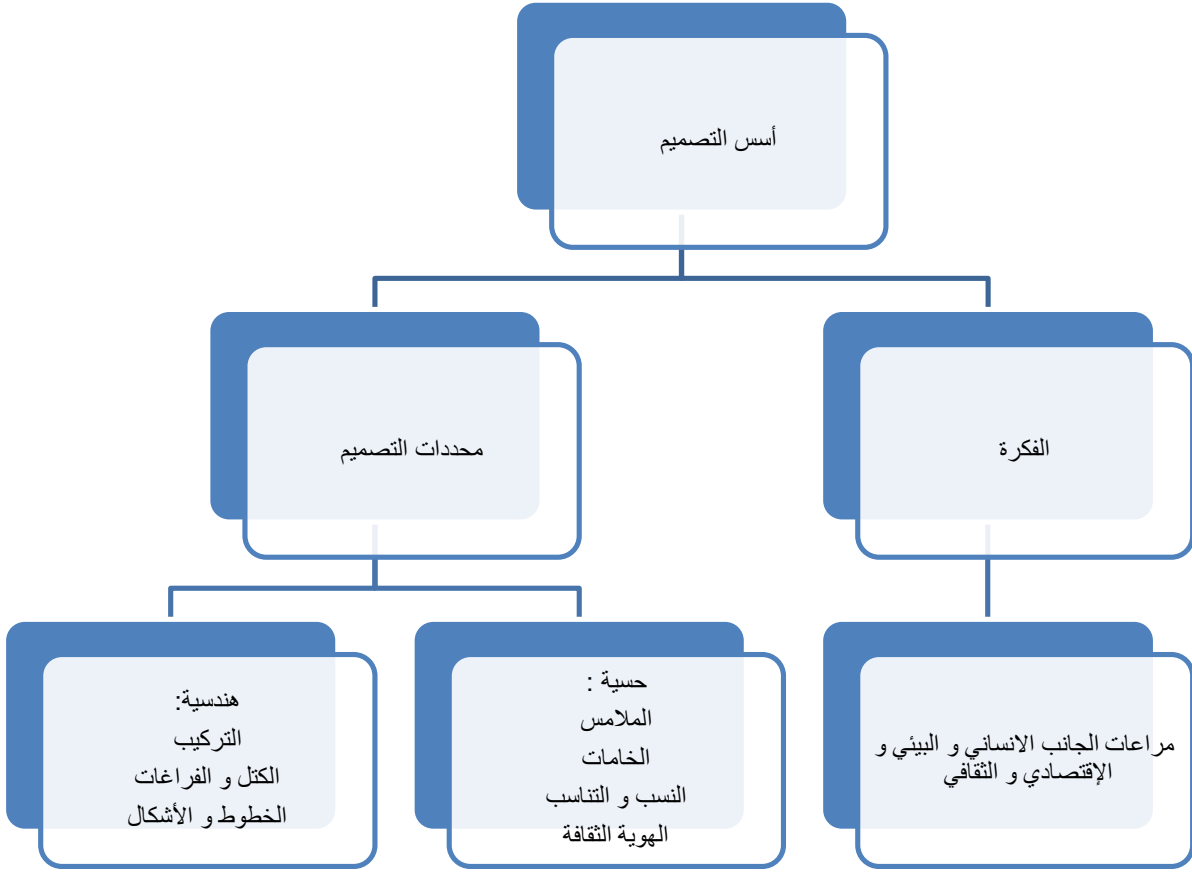 أسس التصميم
الفكرة
محددات التصميم
مراعات الجانب الانساني و البيئي و
الإقتصادي و الثقافي
حسية :
الملامس
الخامات
النسب و التناسب
الهوية الثقافة
هندسية:
التركيب
الكتل و الفراغات
الخطوط و الأشكال